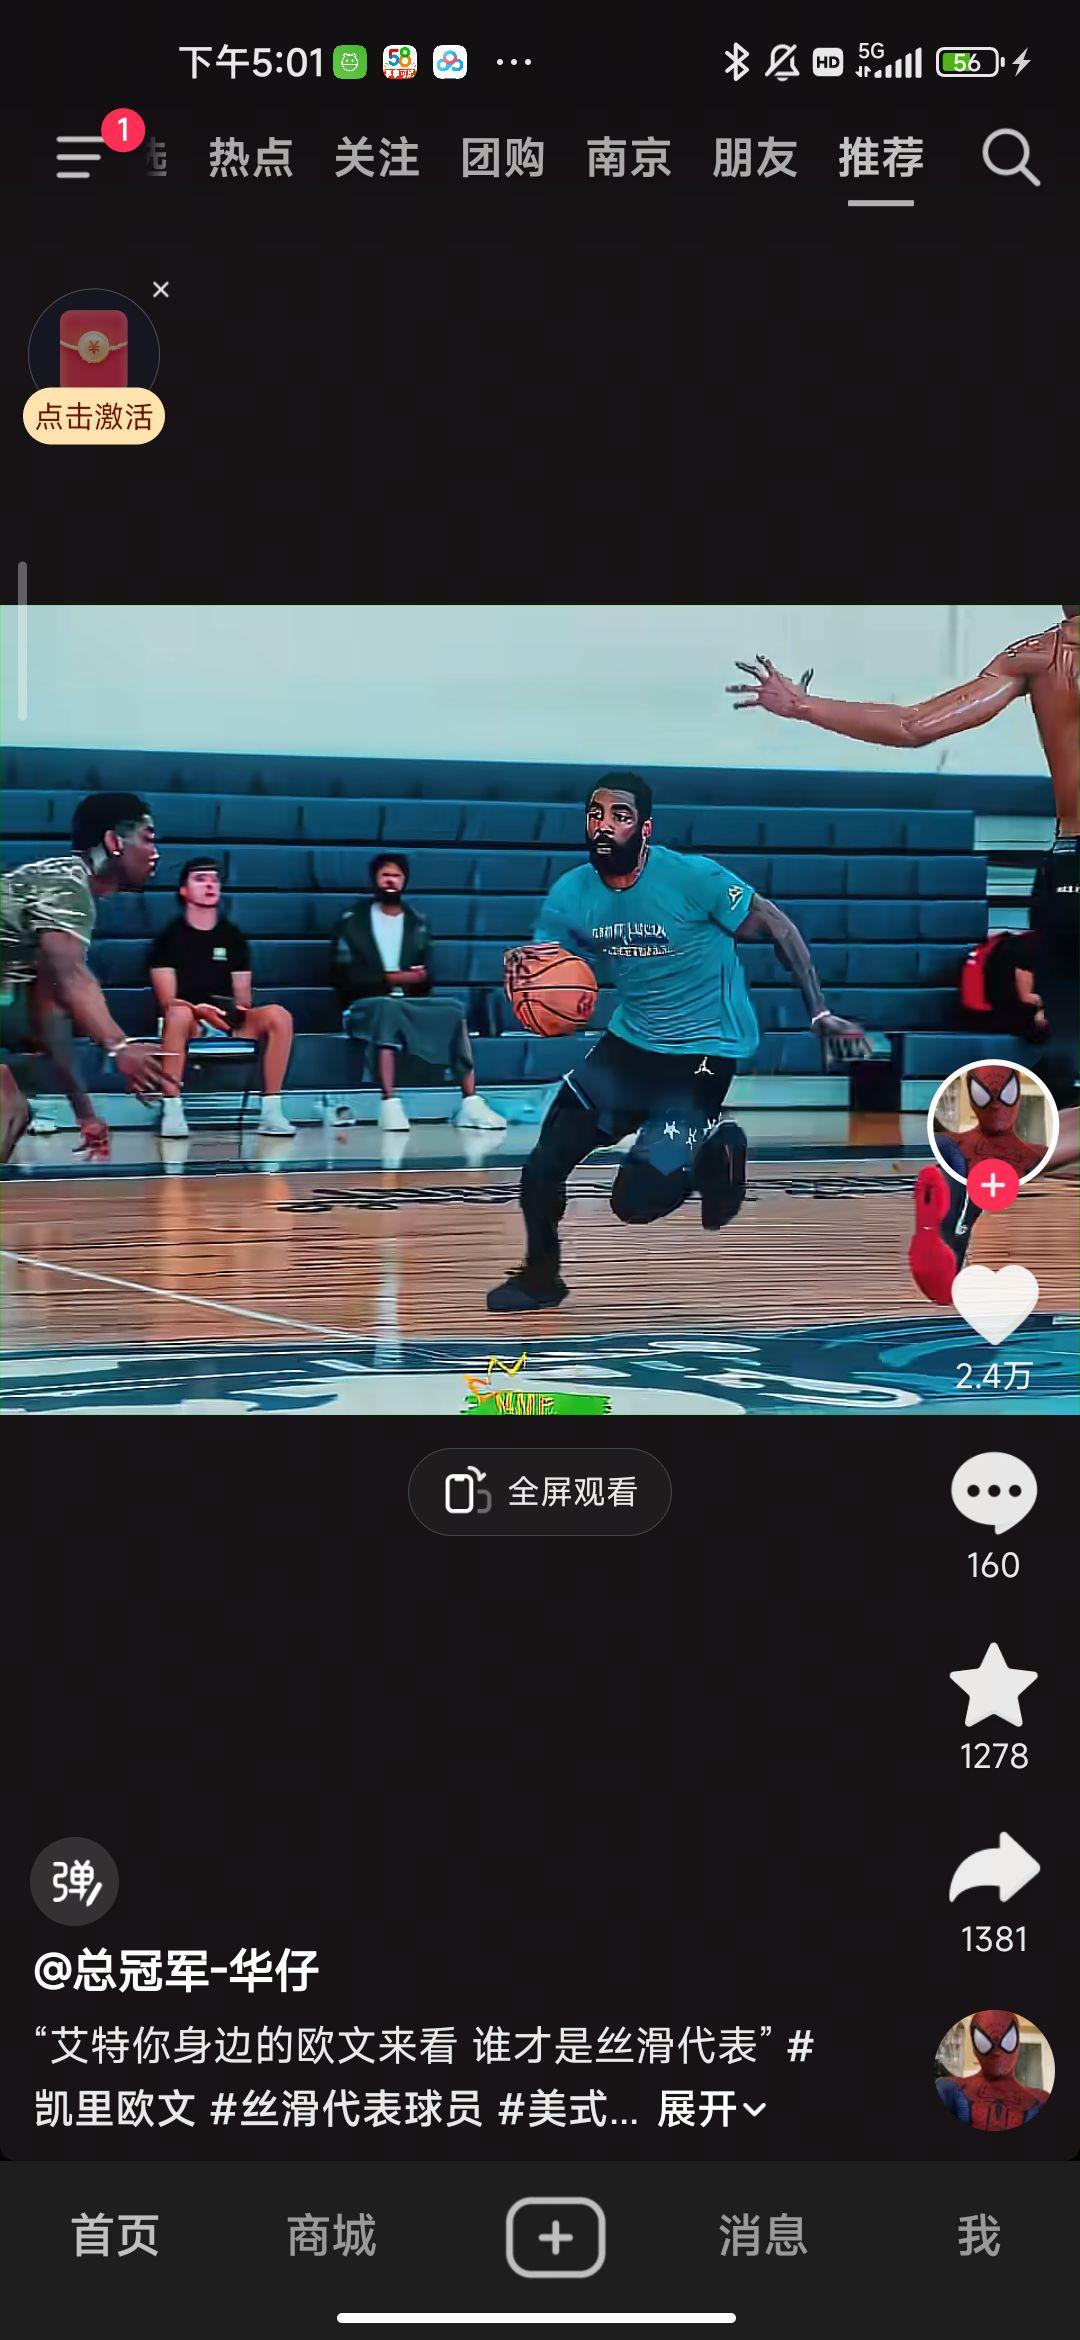 下午5:01
58
HD
5G
56
1
热点
关注
团购
南京
朋友
推荐
点击激活
2.4万
全屏观看
160
1278
1381
弹
@总冠军-华仔
“艾特你身边的欧文来看 谁才是丝滑代表” #
凯里欧文 #丝滑代表球员 #美式... 展开
首页
商城
消息
我